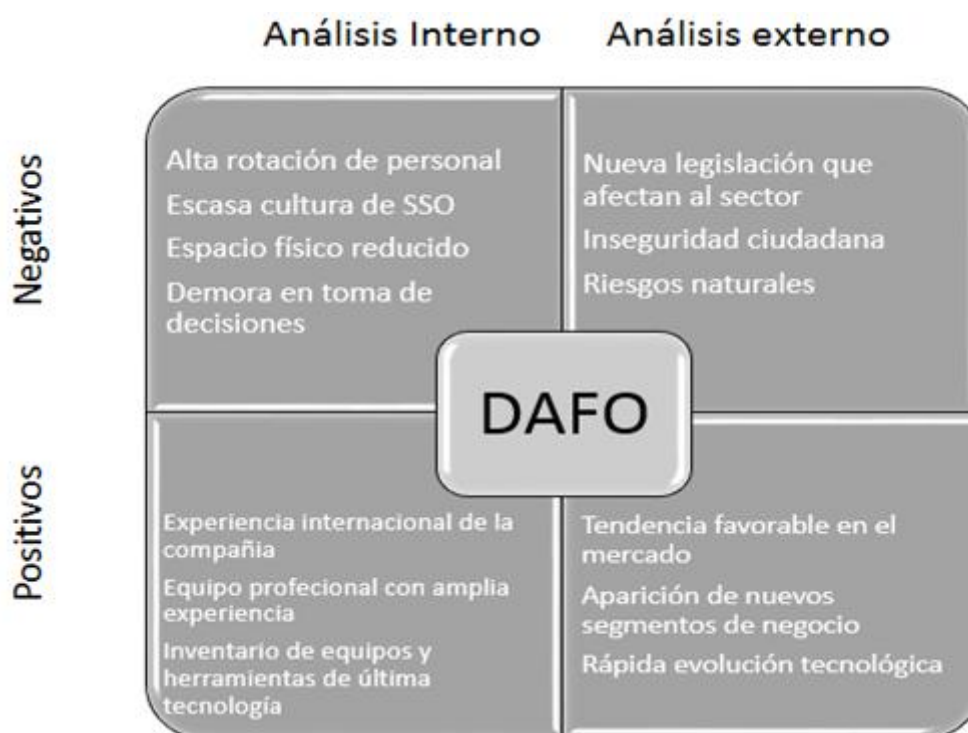 Análisis Interno
Análisis externo
Negativos
Alta rotación de personal
Escasa cultura de SSO
Espacio físico reducido
Demora en toma de
decisiones
Nueva legislación que
afectan al sector
Inseguridad ciudadana
Riesgos naturales
DAFO
Positivos
Experiencia internacional de la
compañia
Equipo profecional con amplia
experiencia
Inventario de equipos y
herramientas de última
tecnología
Tendencia favorable en el
mercado
Aparición de nuevos
segmentos de negocio
Rápida evolución tecnológica